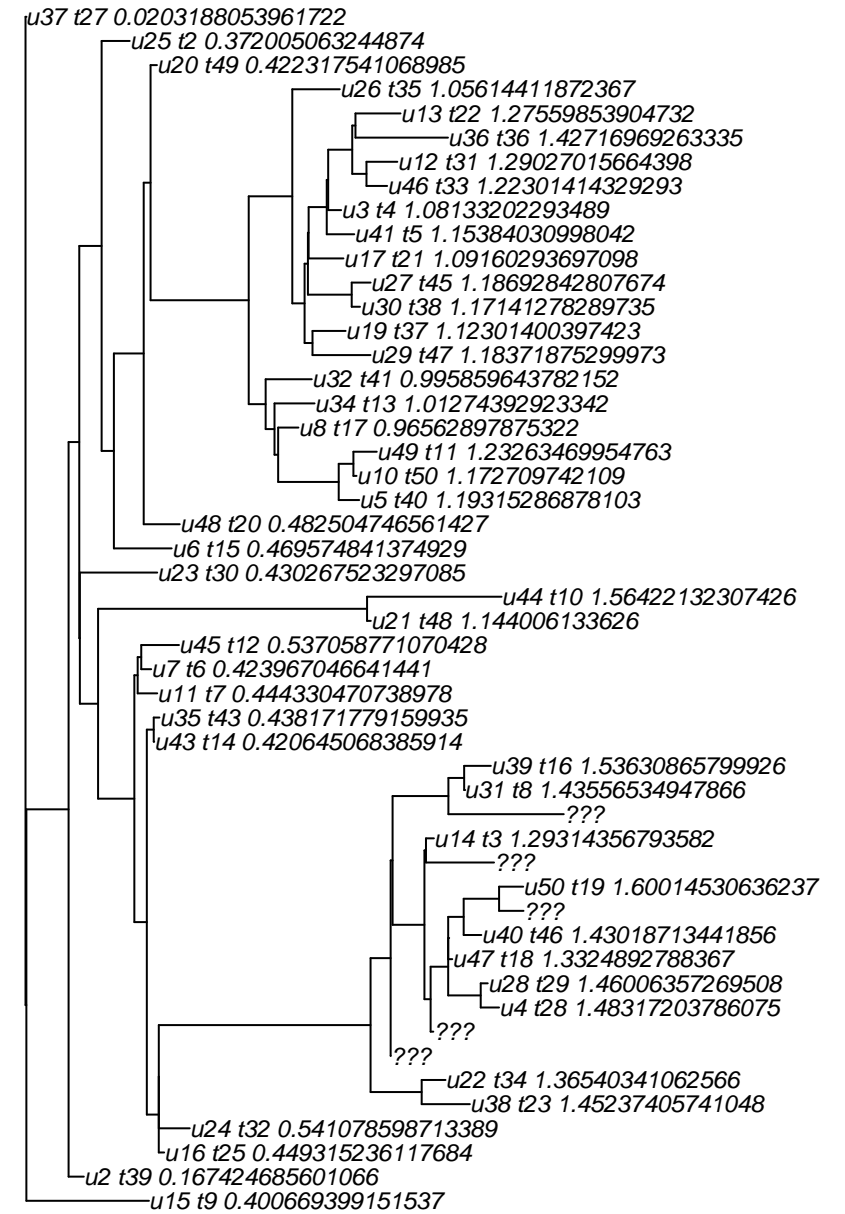 u37 t27 0.0203188053961722
u25 t2 0.372005063244874
u20 t49 0.422317541068985
u26 t35 1.05614411872367
u13 t22 1.27559853904732
u36 t36 1.42716969263335
u12 t31 1.29027015664398
u46 t33 1.22301414329293
u3 t4 1.08133202293489
u41 t5 1.15384030998042
u17 t21 1.09160293697098
u27 t45 1.18692842807674
u30 t38 1.17141278289735
u19 t37 1.12301400397423
u29 t47 1.18371875299973
u32 t41 0.995859643782152
u34 t13 1.01274392923342
u8 t17 0.96562897875322
u49 t11 1.23263469954763
u10 t50 1.172709742109
u5 t40 1.19315286878103
u48 t20 0.482504746561427
u6 t15 0.469574841374929
u23 t30 0.430267523297085
u44 t10 1.56422132307426
u21 t48 1.144006133626
u45 t12 0.537058771070428
u7 t6 0.423967046641441
u11 t7 0.444330470738978
u35 t43 0.438171779159935
u43 t14 0.420645068385914
u39 t16 1.53630865799926
u31 t8 1.43556534947866
???
u14 t3 1.29314356793582
???
u50 t19 1.60014530636237
???
u40 t46 1.43018713441856
u47 t18 1.3324892788367
u28 t29 1.46006357269508
u4 t28 1.48317203786075
???
???
u22 t34 1.36540341062566
u38 t23 1.45237405741048
u24 t32 0.541078598713389
u16 t25 0.449315236117684
u2 t39 0.167424685601066
u15 t9 0.400669399151537